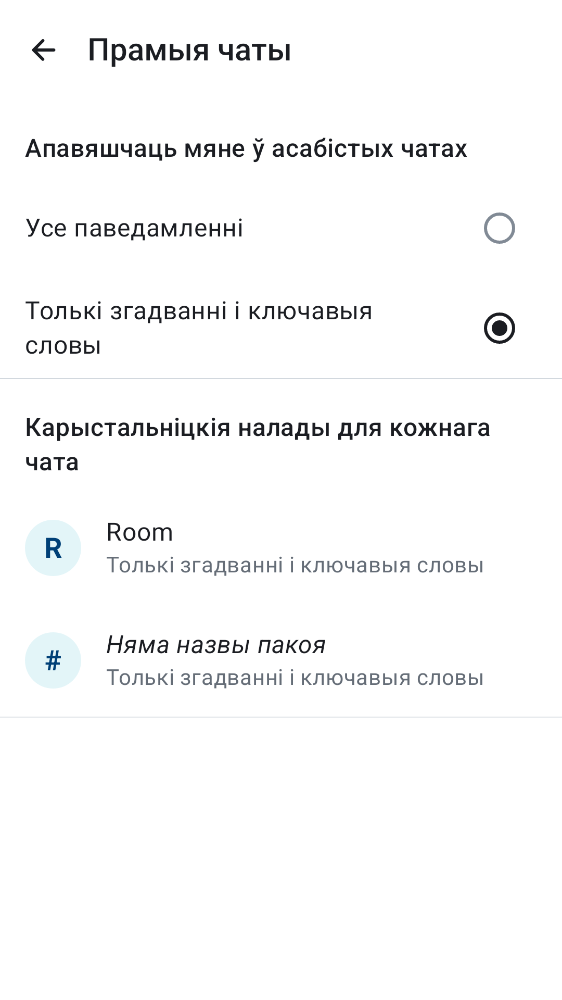 Прамыя чаты
Апавяшчаць мяне ў асабістых чатах
Усе паведамленні
Толькі згадванні і ключавыя
словы
Карыстальніцкія налады для кожнага
чата
R
Room
Толькі згадванні і ключавыя словы
#
Няма назвы пакоя
Толькі згадванні і ключавыя словы